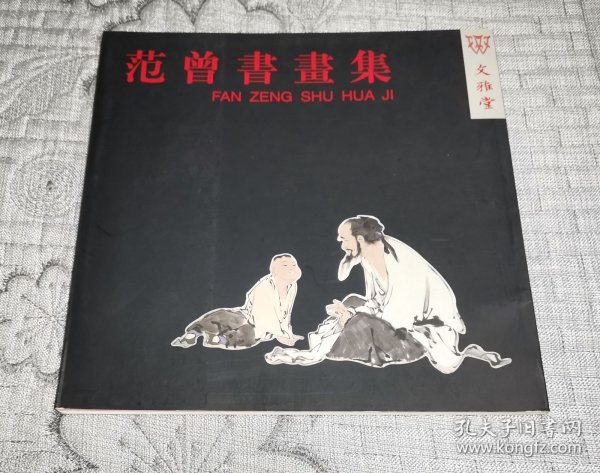 范曾書畫集
FAN ZENG SHU HUA JI
文雅堂
孔夫子旧书网
www.kongfz.com